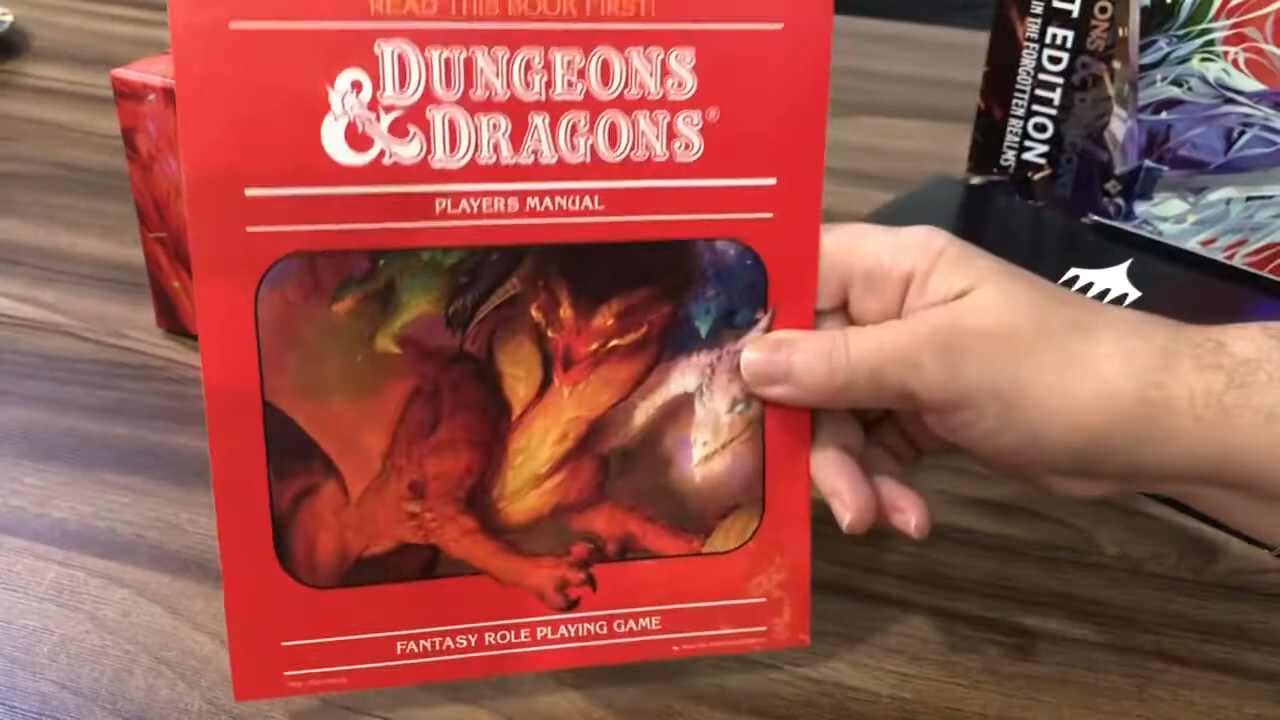 READ THIS BOOK FIRST!
DUNGEONS
& DRAGONS®
PLAYERS MANUAL
FANTASY ROLE PLAYING GAME
T EDITION
IN THE FORGOTTEN REALMS